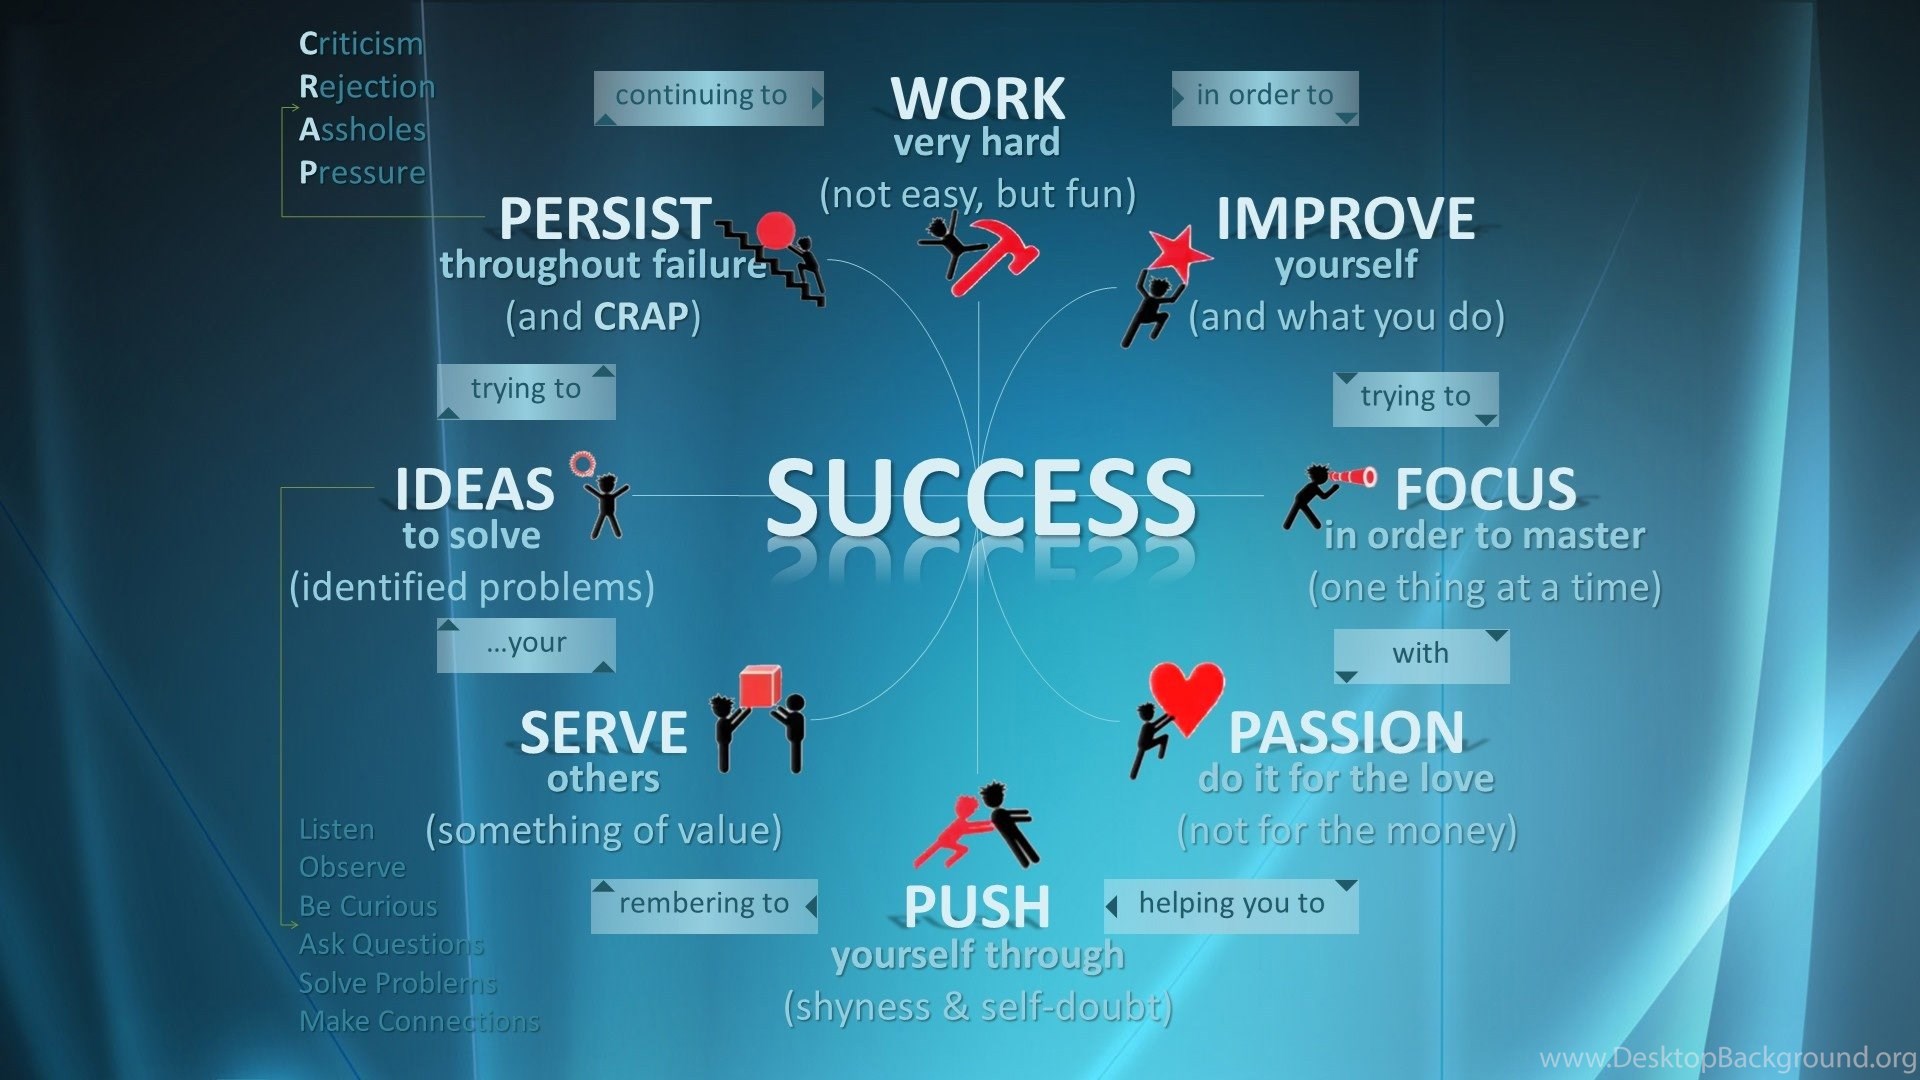 Criticism
Rejection
Assholes
Pressure
continuing to
WORK
very hard
(not easy, but fun)
in order to
PERSIST
throughout failure
(and CRAP)
IMPROVE
yourself
(and what you do)
trying to
trying to
IDEAS
to solve
(identified problems)
SUCCESS
FOCUS
in order to master
(one thing at a time)
...your
with
SERVE
others
(something of value)
PASSION
do it for the love
(not for the money)
Listen
Observe
Be Curious
Ask Questions
Solve Problems
Make Connections
rembering to
PUSH
yourself through
(shyness & self-doubt)
helping you to
www.DesktopBackground.org